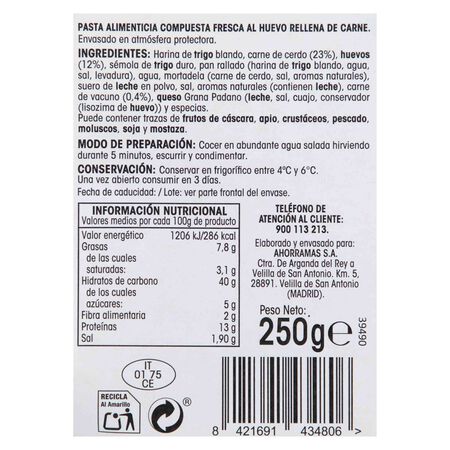 PASTA ALIMENTICIA COMPUESTA FRESCA AL HUEVO RELLENA DE CARNE.
Envasado en atmósfera protectora.
INGREDIENTES: Harina de trigo blando, carne de cerdo (23%), huevos
(12%), sémola de trigo duro, pan rallado (harina de trigo blando, agua,
sal, levadura), agua, mortadela (carne de cerdo, sal, aromas naturales),
suero de leche en polvo, sal, aromas naturales (contienen leche), carne
de vacuno (0,4%), queso Grana Padano (leche, sal, cuajo, conservador
(lisozima de huevo)) y especias.
Puede contener trazas de frutos de cáscara, apio, crustáceos, pescado,
moluscos, soja y mostaza.
MODO DE PREPARACIÓN: Cocer en abundante agua salada hirviendo
durante 5 minutos, escurrir y condimentar.
CONSERVACIÓN: Conservar en frigorífico entre 4ºC y 6ºC.
Una vez abierto consumir en 3 días.
Fecha de caducidad: / Lote: ver parte frontal del envase.
INFORMACIÓN NUTRICIONAL
Valores medios por cada 100g de producto
Valor energético 1206 kJ/286 kcal
Grasas 7,8 g
de las cuales
saturadas: 3,1 g
Hidratos de carbono 40 g
de los cuales
azúcares: 5 g
Fibra alimentaria 2 g
Proteínas 13 g
Sal 1,90 g
TELÉFONO DE
ATENCIÓN AL CLIENTE:
900 113 213.
Elaborado y envasado para:
AHORRAMAS S.A.
Ctra. De Arganda del Rey a
Velilla de San Antonio. Km. 5,
28891. Velilla de San Antonio
(MADRID).
Peso Neto:
250g e
39490
IT
01 75
CE
RECICLA
Al Amarillo
8 421691 434806 >